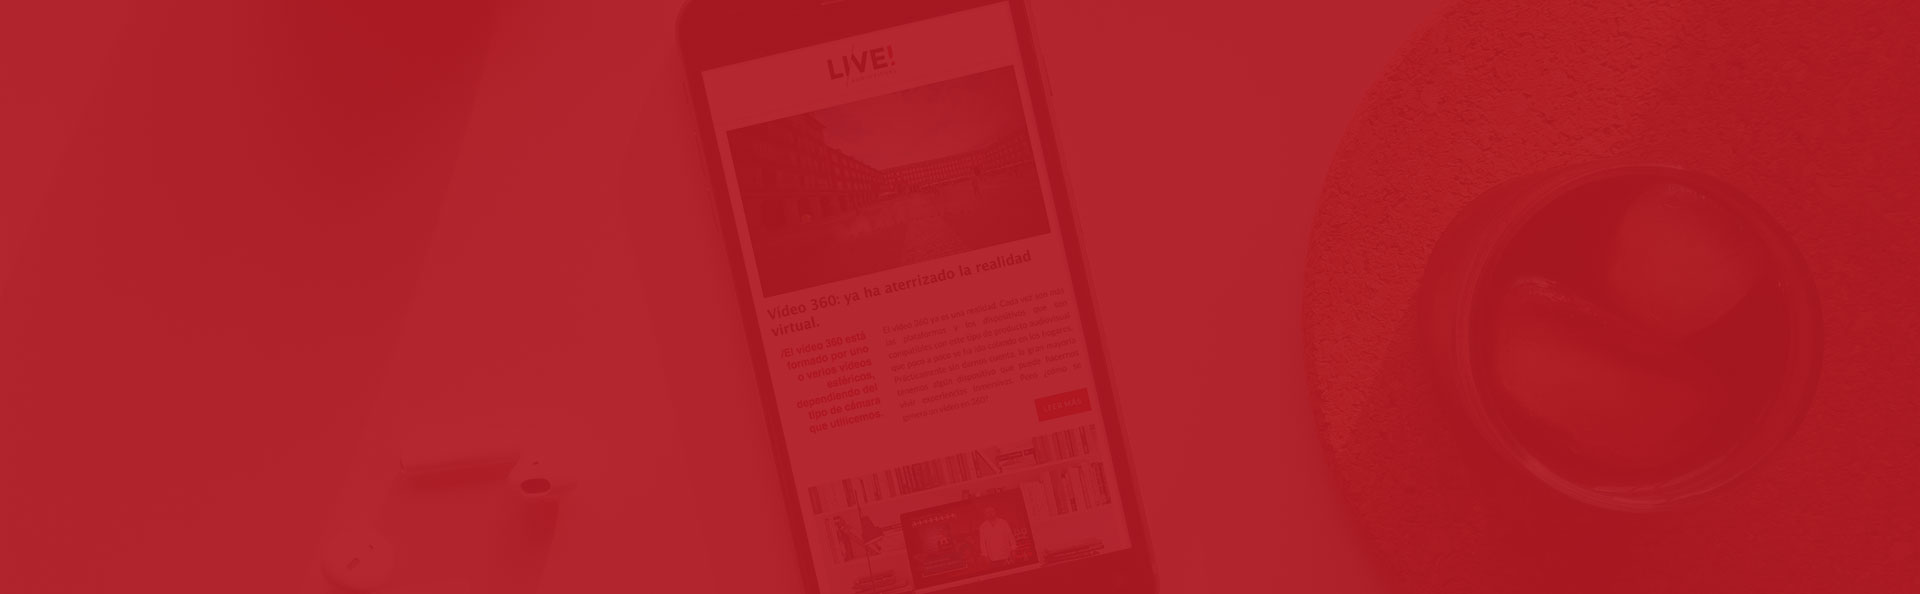 LIVE!
Vídeo 360: ya ha aterrizado la realidad
virtual.
/El vídeo 360 está
formado por uno
o varios vídeos
esféricos,
dependiendo del
tipo de cámara
que utilicemos.
El vídeo 360 ya es una realidad. Cada vez son más
las plataformas y los dispositivos que son
compatibles con este tipo de producto audiovisual
que poco a poco se ha ido calando en los hogares.
Prácticamente sin darnos cuenta, la gran mayoría
tenemos algún dispositivo que puede hacernos
vivir experiencias inmersivas. Pero ¿cómo se
genera un vídeo en 360?
LEER MÁS